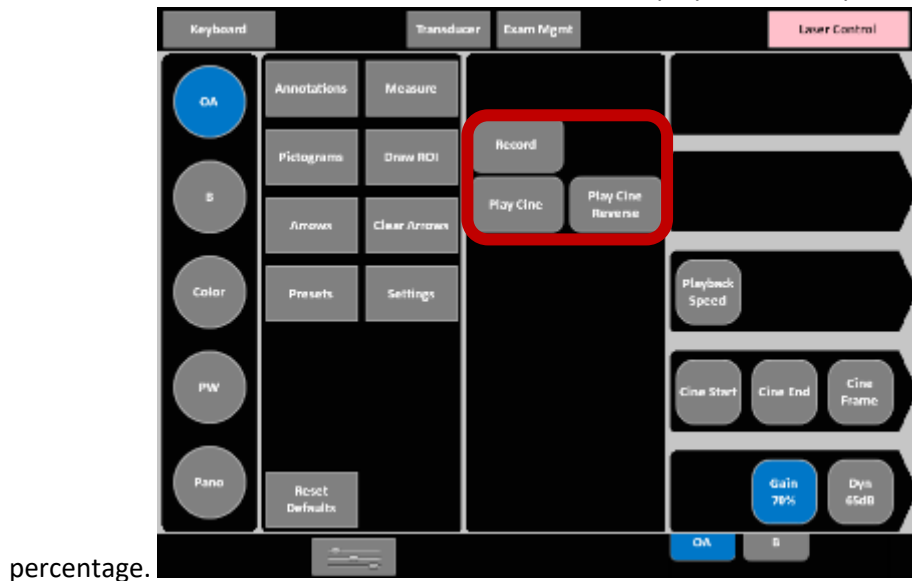 Keyboard
Transducer
Exam Mgmt
Laser Control
OA
B
Color
PW
Pano
Annotations
Measure
Pictograms
Draw ROI
Arrows
Clear Arrows
Presets
Settings
Reset
Defaults
Record
Play Cine
Play Cine
Reverse
Playback
Speed
Cine Start
Cine End
Cine
Frame
Gain
70%
Dyn
65dB
OA
B
percentage.